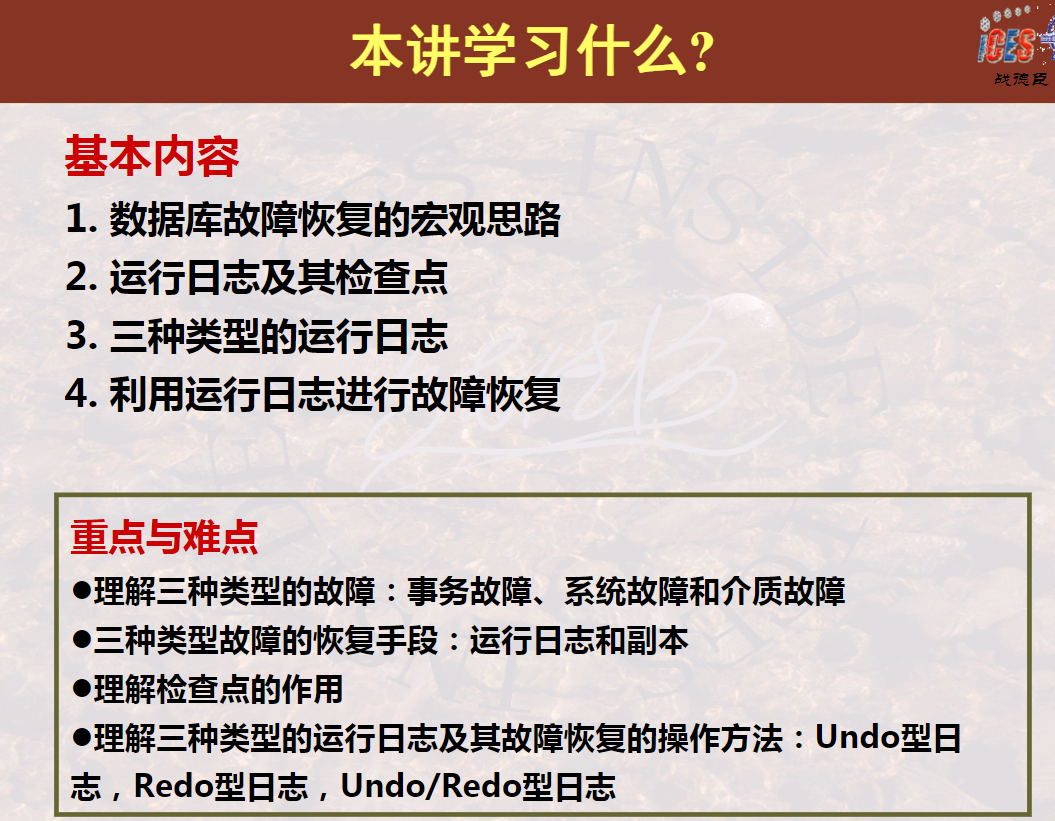 本讲学习什么?
iCES
战德臣
基本内容
1. 数据库故障恢复的宏观思路
2. 运行日志及其检查点
3. 三种类型的运行日志
4. 利用运行日志进行故障恢复
重点与难点
●理解三种类型的故障：事务故障、系统故障和介质故障
●三种类型故障的恢复手段：运行日志和副本
●理解检查点的作用
●理解三种类型的运行日志及其故障恢复的操作方法：Undo型日
志，Redo型日志，Undo/Redo型日志